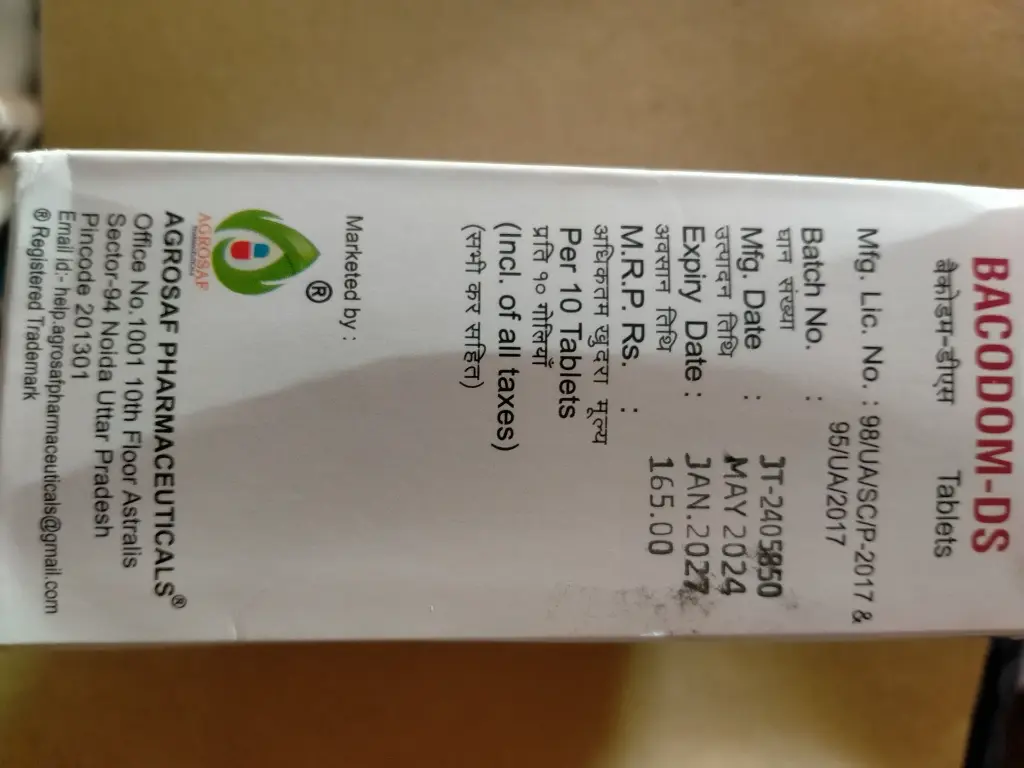 BACODOM-DS
बैकोडम-डीएस Tablets
Mfg. Lic. No. : 98/UA/SC/P-2017 &
95/UA/2017
Batch No. : JT-2405850
घान संख्या
Mfg. Date : MAY 2024
उत्पादन तिथि
Expiry Date : JAN.2027
अवसान तिथि
M.R.P. Rs. : 165.00
अधिकतम खुदरा मूल्य
Per 10 Tablets
प्रति १० गोलियाँ
(Incl. of all taxes)
(सभी कर सहित)
Marketed by :
®
AGROSAF
AGROSAF PHARMACEUTICALS®
Office No.1001 10th Floor Astralis
Sector-94 Noida Uttar Pradesh
Pincode 201301
Email id:- help.agrosafpharmaceuticals@gmail.com
® Registered Trademark